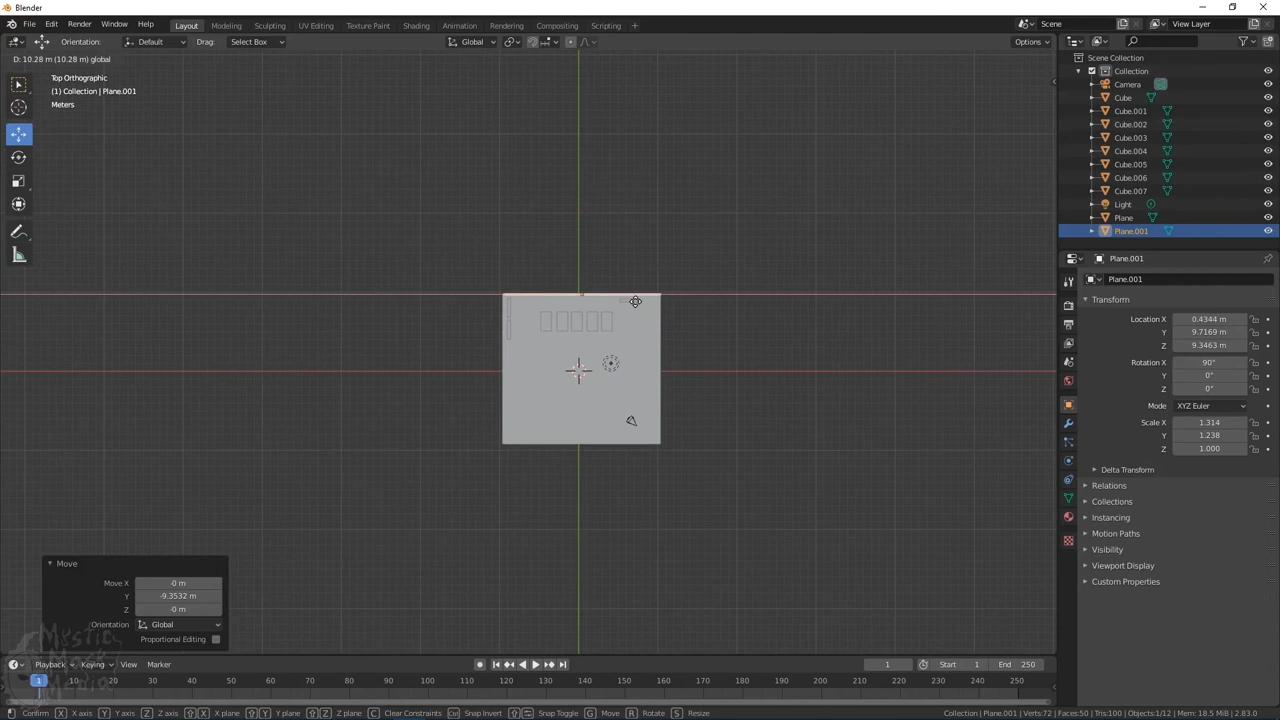 Blender
File Edit Render Window Help Layout Modeling Sculpting UV Editing Texture Paint Shading Animation Rendering Compositing Scripting Scene View Layer
Orientation: Default Drag: Select Box Global Options
D: 10.28 m (10.28 m) global
Top Orthographic
(1) Collection | Plane.001
Meters
Scene Collection
Collection
Camera
Cube
Cube.001
Cube.002
Cube.003
Cube.004
Cube.005
Cube.006
Cube.007
Light
Plane
Plane.001
Plane.001
Plane.001
Transform
Location X 0.4344 m
Y 9.7169 m
Z 9.3463 m
Rotation X 90°
Y 0°
Z 0°
Mode XYZ Euler
Scale X 1.314
Y 1.238
Z 1.000
Delta Transform
Relations
Collections
Instancing
Motion Paths
Visibility
Viewport Display
Custom Properties
Move
Move X -0 m
Y -9.3532 m
Z -0 m
Orientation Global
Proportional Editing
Mystic
Mesk
Media
Playback Keying View Marker 1 Start 1 End 250
1 10 20 30 40 50 60 70 80 90 100 110 120 130 140 150 160 170 180 190 200 210 220 230 240 250
Confirm X X axis Y Y axis Z Z axis X X plane Y Y plane Z Z plane C Clear Constraints Ctrl Snap Invert Snap Toggle G Move R Rotate S Resize Collection | Plane.001 | Verts:72 | Faces:50 | Tris:100 | Objects:1/12 | Mem: 18.5 MiB | 2.83.0